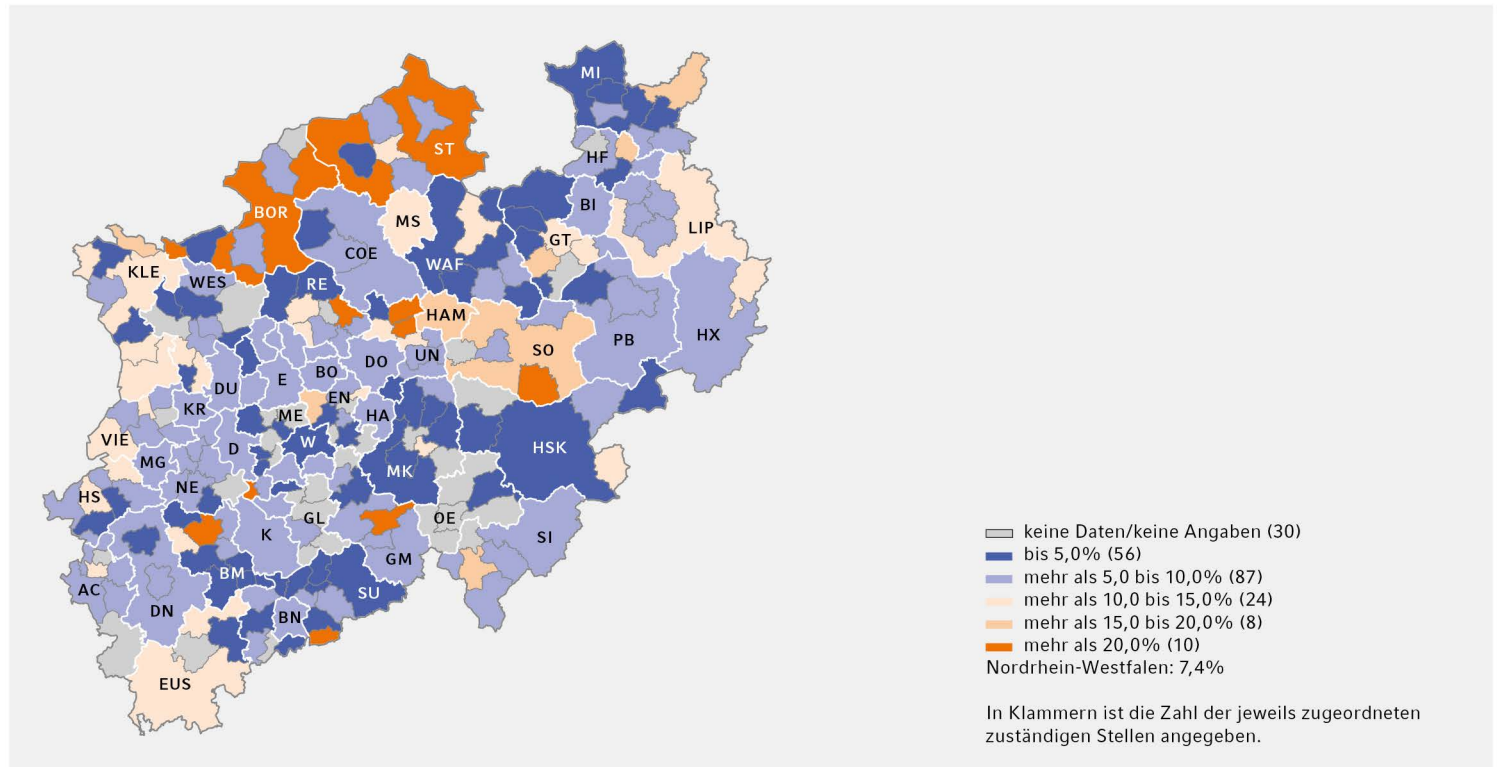 MI
HF
ST
BI
BOR
MS
LIP
GT
COE
WAF
KLE
WES
RE
HAM
PB
HX
SO
UN
DO
BO
E
DU
EN
KR
ME
HA
VIE
W
D
HSK
MG
MK
NE
HS
GL
OE
K
SI
GM
BM
AC
SU
DN
BN
EUS
keine Daten/keine Angaben (30)
bis 5,0% (56)
mehr als 5,0 bis 10,0% (87)
mehr als 10,0 bis 15,0% (24)
mehr als 15,0 bis 20,0% (8)
mehr als 20,0% (10)
Nordrhein-Westfalen: 7,4%
In Klammern ist die Zahl der jeweils zugeordneten
zuständigen Stellen angegeben.